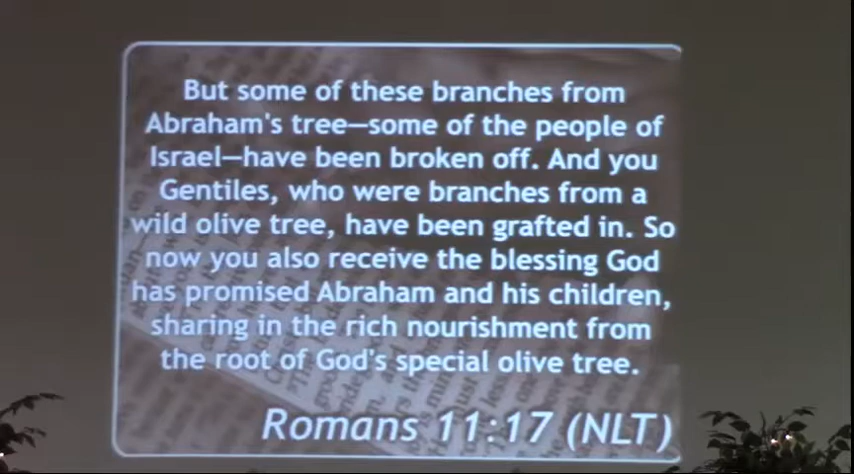 But some of these branches from
Abraham's tree—some of the people of
Israel—have been broken off. And you
Gentiles, who were branches from a
wild olive tree, have been grafted in. So
now you also receive the blessing God
has promised Abraham and his children,
sharing in the rich nourishment from
the root of God's special olive tree.
Romans 11:17 (NLT)